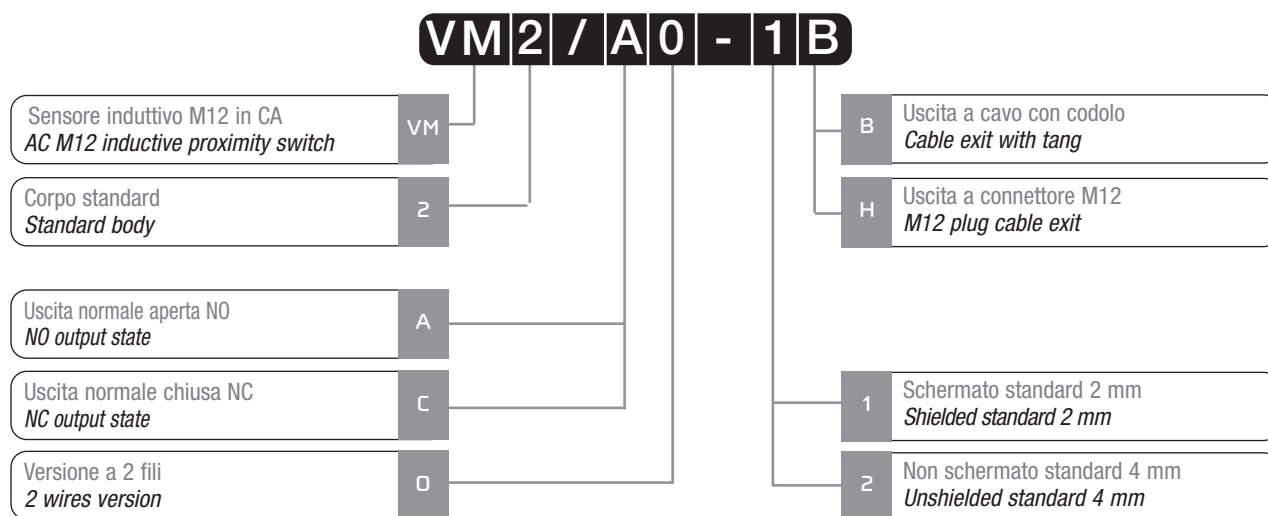 VM2/A0-1B
Sensore induttivo M12 in CA
AC M12 inductive proximity switch
VM
Corpo standard
Standard body
2
Uscita normale aperta NO
NO output state
A
Uscita normale chiusa NC
NC output state
C
Versione a 2 fili
2 wires version
0
B
Uscita a cavo con codolo
Cable exit with tang
H
Uscita a connettore M12
M12 plug cable exit
1
Schermato standard 2 mm
Shielded standard 2 mm
2
Non schermato standard 4 mm
Unshielded standard 4 mm